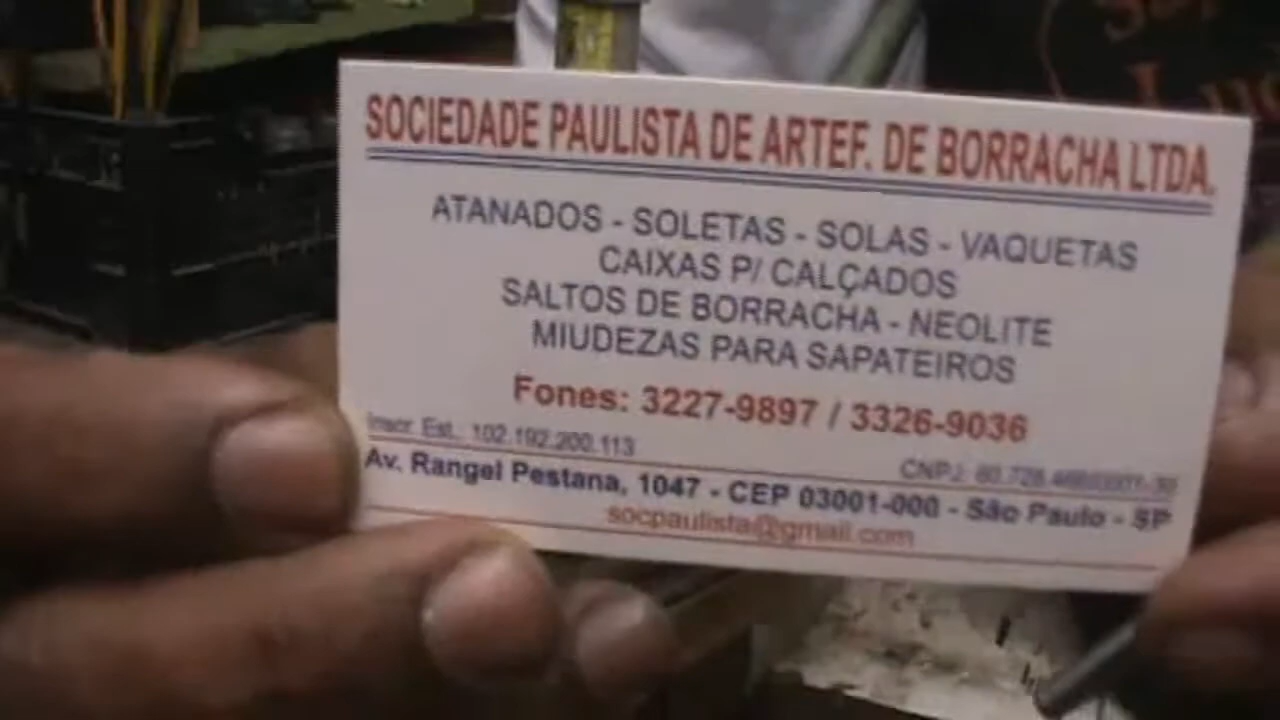 SOCIEDADE PAULISTA DE ARTEF. DE BORRACHA LTDA.
ATANADOS - SOLETAS - SOLAS - VAQUETAS
CAIXAS P/ CALÇADOS
SALTOS DE BORRACHA - NEOLITE
MIUDEZAS PARA SAPATEIROS
Fones: 3227-9897 / 3326-9036
Inscr. Est.: 102.192.200.113
CNPJ:
Av. Rangel Pestana, 1047 - CEP 03001-000 - São Paulo - SP
socpaulista@gmail.com